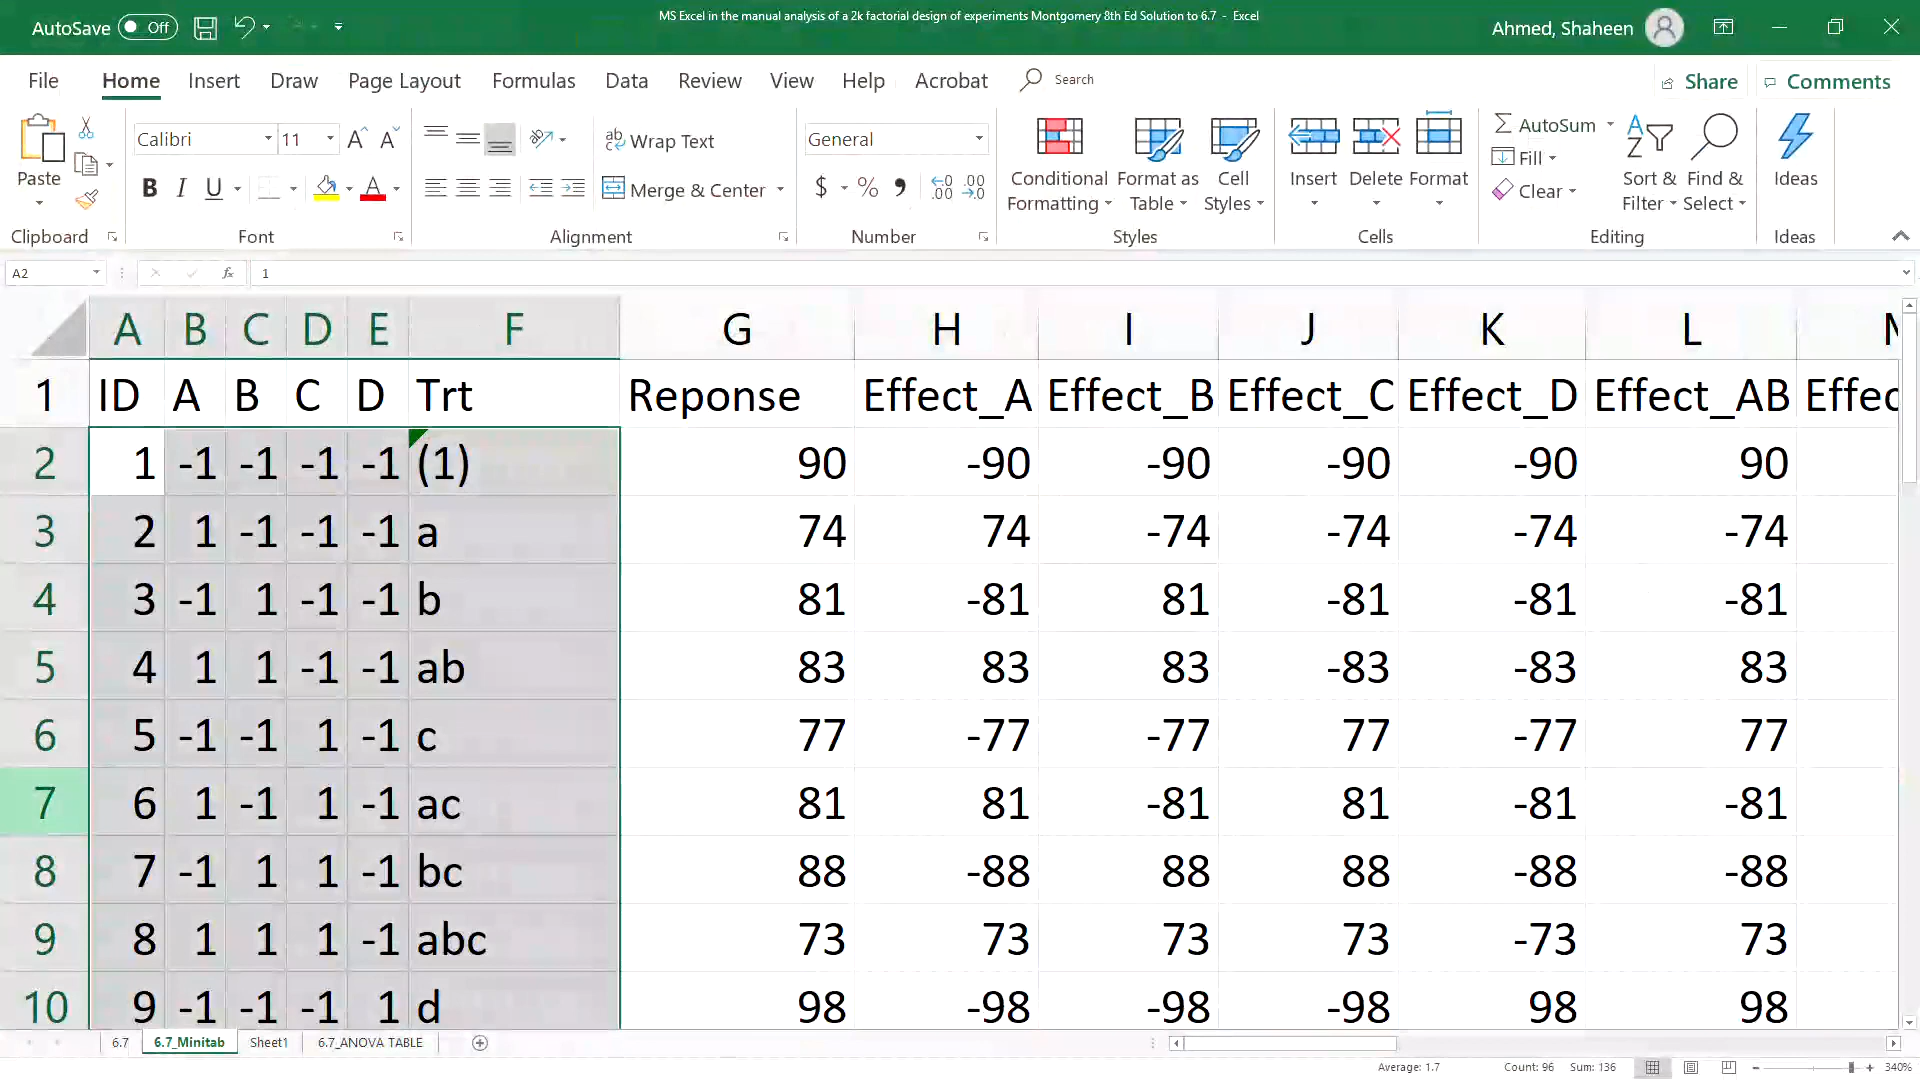 AutoSave Off
MS Excel in the manual analysis of a 2k factorial design of experiments Montgomery 8th Ed Solution to 6.7 - Excel
Ahmed, Shaheen
File Home Insert Draw Page Layout Formulas Data Review View Help Acrobat Search Share Comments
Paste
Clipboard
Calibri 11
B I U
Font
Wrap Text
Merge & Center
Alignment
General
$ % 9
Number
Conditional Formatting
Format as Table
Cell Styles
Styles
Insert Delete Format
Cells
AutoSum
Fill
Clear
Sort & Filter
Find & Select
Editing
Ideas
Ideas
A2 fx 1
A B C D E F G H I J K L
1 ID A B C D Trt Reponse Effect_A Effect_B Effect_C Effect_D Effect_AB Effec
2 1 -1 -1 -1 -1 (1) 90 -90 -90 -90 -90 90
3 2 1 -1 -1 -1 a 74 74 -74 -74 -74 -74
4 3 -1 1 -1 -1 b 81 -81 81 -81 -81 -81
5 4 1 1 -1 -1 ab 83 83 83 -83 -83 83
6 5 -1 -1 1 -1 c 77 -77 -77 77 -77 77
7 6 1 -1 1 -1 ac 81 81 -81 81 -81 -81
8 7 -1 1 1 -1 bc 88 -88 88 88 -88 -88
9 8 1 1 1 -1 abc 73 73 73 73 -73 73
10 9 -1 -1 -1 1 d 98 -98 -98 -98 98 98
6.7 6.7_Minitab Sheet1 6.7_ANOVA TABLE
Average: 1.7 Count: 96 Sum: 136 340%